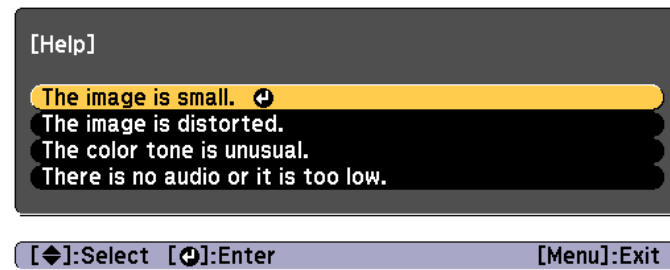 [Help]
The image is small.
The image is distorted.
The color tone is unusual.
There is no audio or it is too low.
[◆]:Select [⏎]:Enter [Menu]:Exit